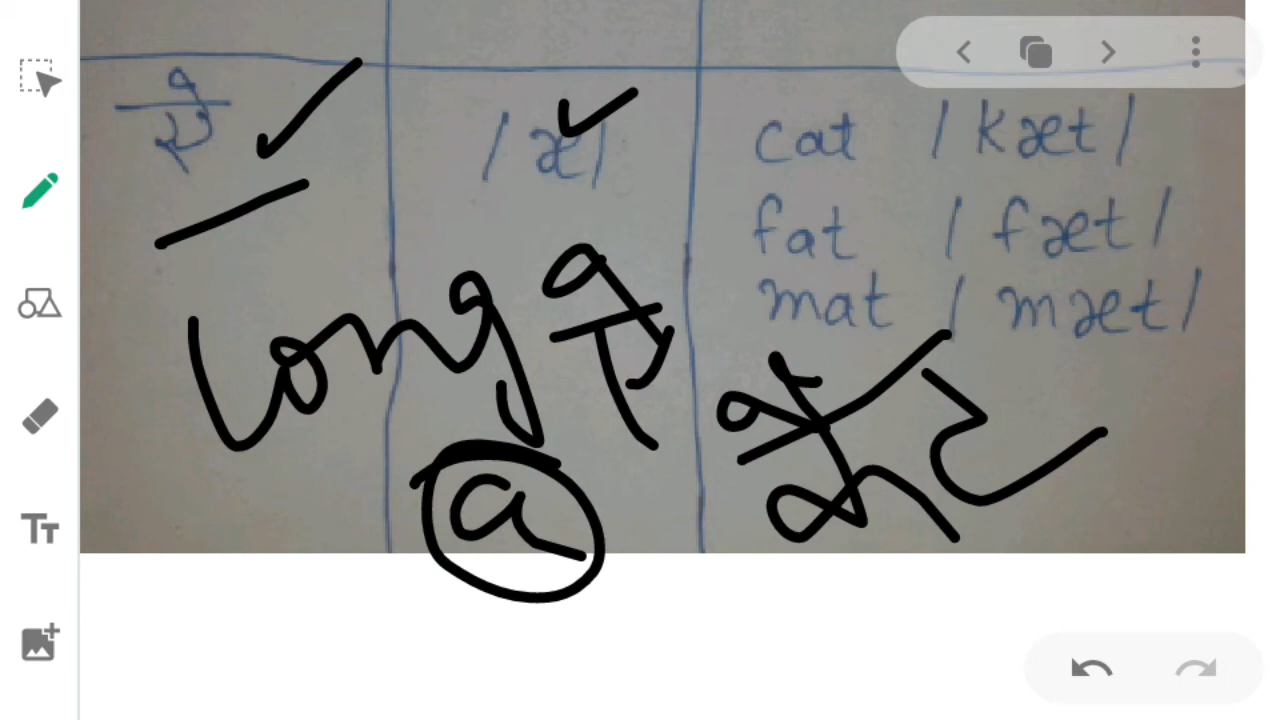 ऐ /æ/ cat /kæt/
fat /fæt/
mat /mæt/
Long ऐ
कैट
a